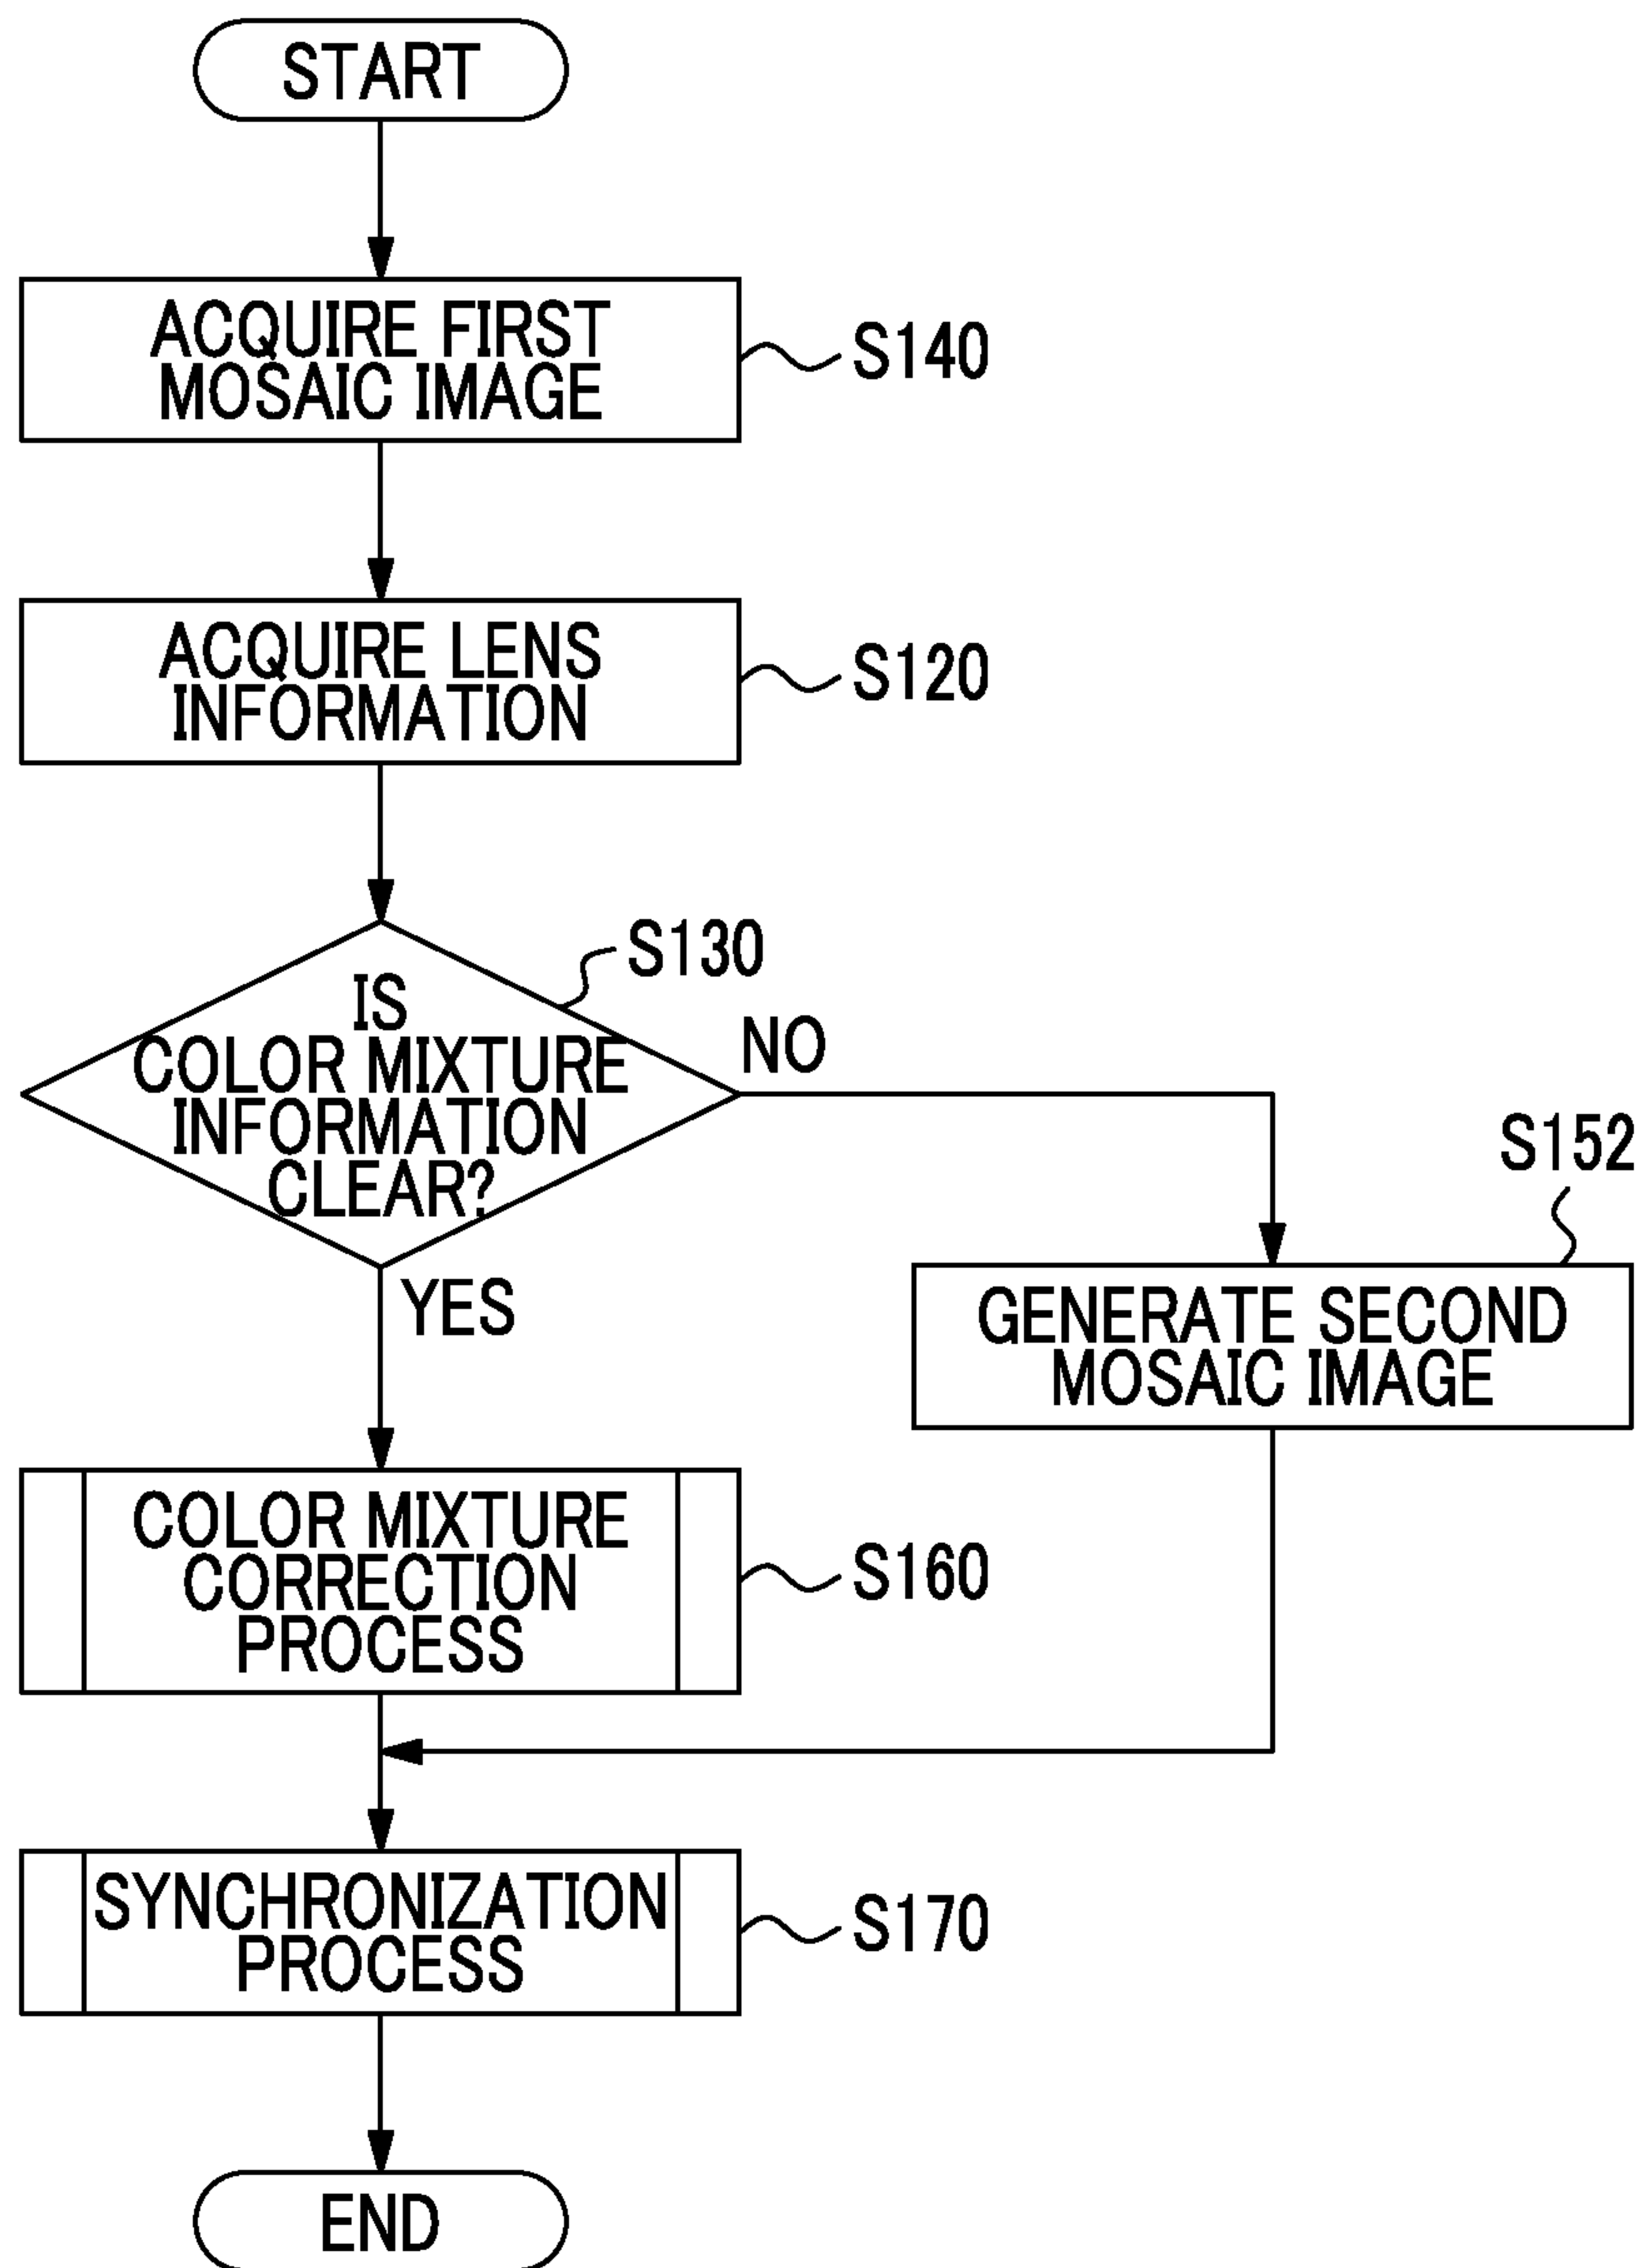 START
ACQUIRE FIRST
MOSAIC IMAGE
S140
ACQUIRE LENS
INFORMATION
S120
S130
IS
COLOR MIXTURE
INFORMATION
CLEAR?
NO
YES
S152
GENERATE SECOND
MOSAIC IMAGE
COLOR MIXTURE
CORRECTION
PROCESS
S160
SYNCHRONIZATION
PROCESS
S170
END